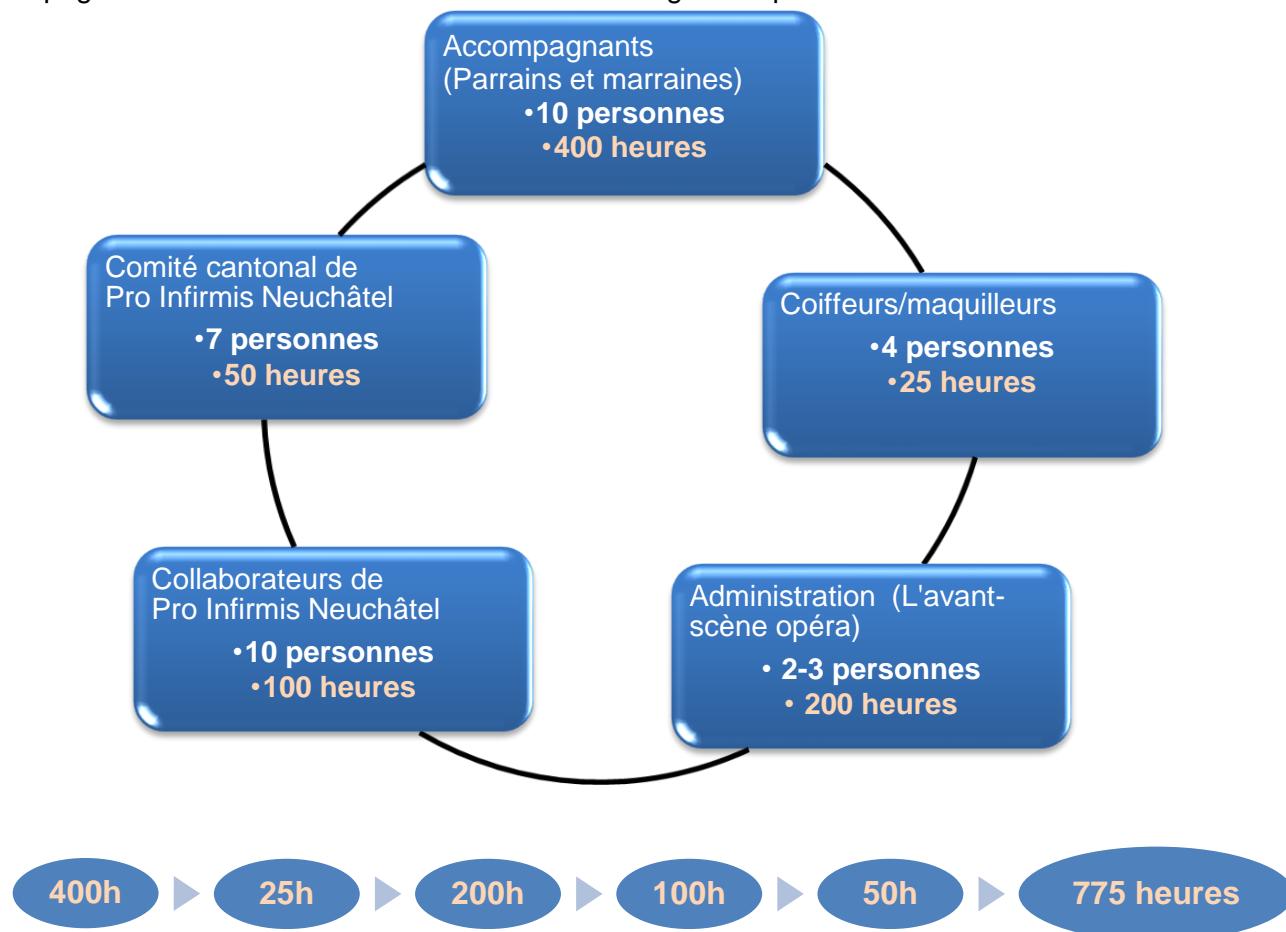 Accompagnants
(Parrains et marraines)
•10 personnes
•400 heures
Comité cantonal de
Pro Infirmis Neuchâtel
•7 personnes
•50 heures
Coiffeurs/maquilleurs
•4 personnes
•25 heures
Collaborateurs de
Pro Infirmis Neuchâtel
•10 personnes
•100 heures
Administration (L'avant-
scène opéra)
• 2-3 personnes
• 200 heures
400h 25h 200h 100h 50h 775 heures